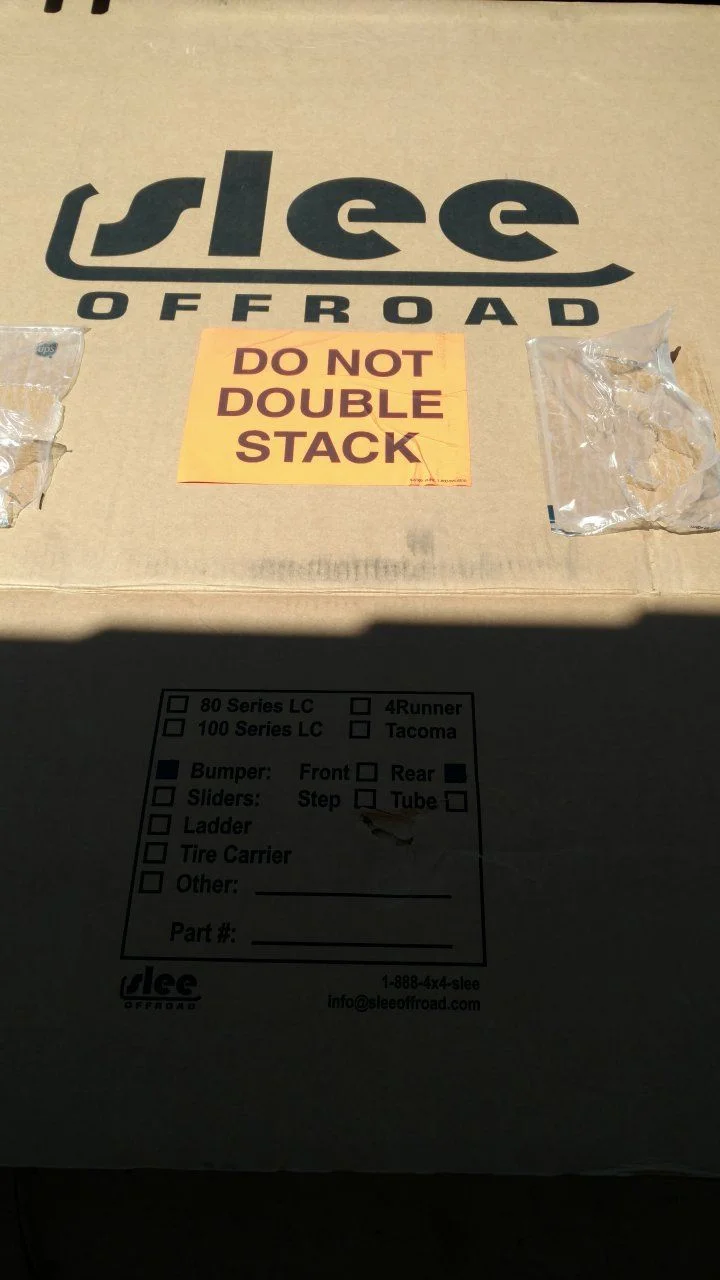 slee
OFFROAD
ups
DO NOT
DOUBLE
STACK
80 Series LC 4Runner
100 Series LC Tacoma
Bumper: Front Rear
Sliders: Step Tube
Ladder
Tire Carrier
Other:
Part #:
slee
OFFROAD
1-888-4x4-slee
info@sleeoffroad.com